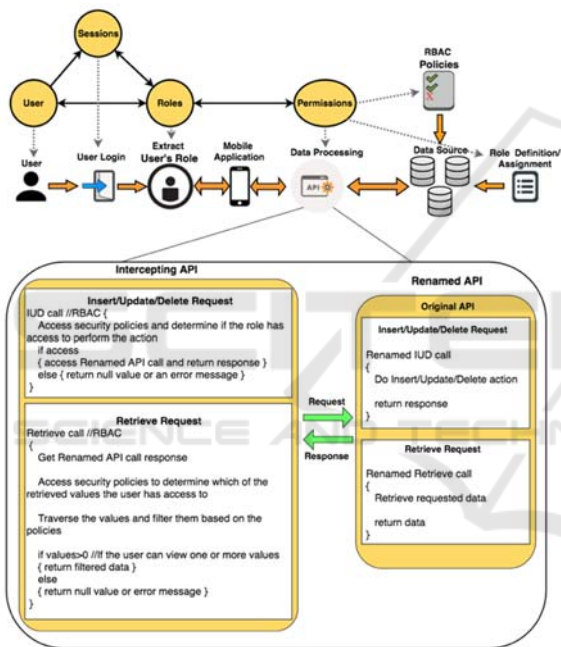 Sessions
User
Roles
Permissions
RBAC
Policies
User
User Login
Extract
User's Role
Mobile
Application
Data Processing
Data Source
Role Definition/
Assignment
API
Intercepting API
Insert/Update/Delete Request
IUD call //RBAC {
Access security policies and determine if the role has
access to perform the action
if access
{ access Renamed API call and return response }
else { return null value or an error message }
}
Retrieve Request
Retrieve call //RBAC
{
Get Renamed API call response
Access security policies to determine which of the
retrieved values the user has access to
Traverse the values and filter them based on the
policies
if values>0 //If the user can view one or more values
{ return filtered data }
else
{ return null value or error message }
}
Request
Response
Renamed API
Original API
Insert/Update/Delete Request
Renamed IUD call
{
Do Insert/Update/Delete action
return response
}
Retrieve Request
Renamed Retrieve call
{
Retrieve requested data
return data
}